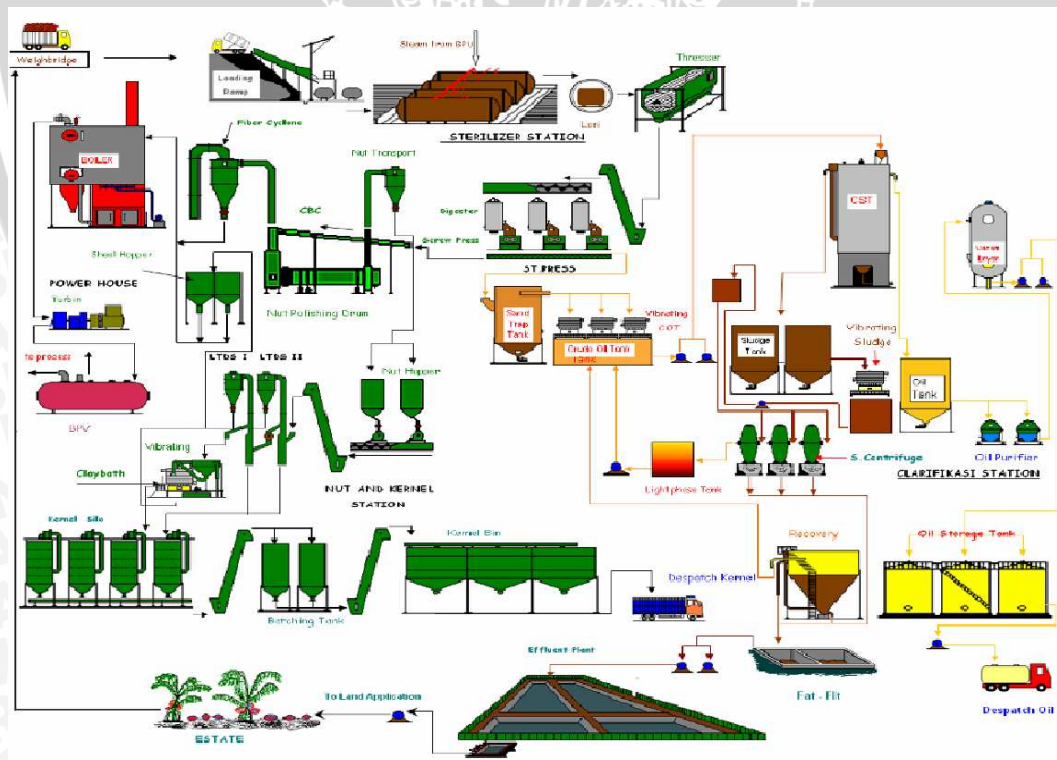 Weighbridge
Steam from BPV
Thresser
Loading
Ramp
Lori
STERILIZER STATION
Fiber Cyclone
BOILER
Nut Transport
CST
CBC
Digester
Screw Press
Shell Hopper
ST.PRESS
POWER HOUSE
Turbin
Nut Polishing Drum
Sand
Trap
Tank
Vibrating
COT
Crude Oil Tank
Tank
Sludge
Tank
Vibrating
Sludge
to process
LTDS I LTDS II
Nut Hopper
Oil
Tank
BPV
Vibrating
Claybath
Oil Purifier
S. Centrifuge
CLARIFIKASI STATION
Lightphase Tank
NUT AND KERNEL
STATION
Kernel Silo
Kernel Bin
Recovery
Oil Storage Tank
Despatch Kernel
Effluent Plant
To Land Application
Despatch Oil
ESTATE